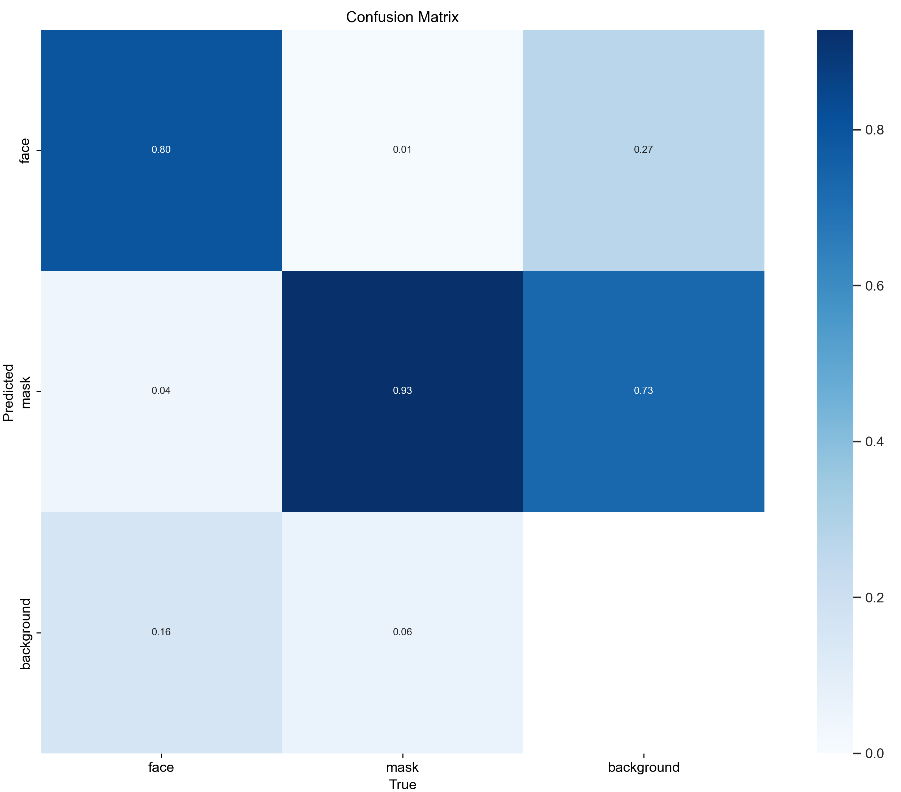 Confusion Matrix
face
0.80
0.01
0.27
0.8
0.6
Predicted
mask
0.04
0.93
0.73
0.4
0.2
background
0.16
0.06
0.0
face
mask
background
True